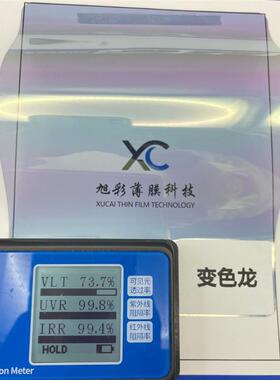 XC
旭彩薄膜科技
XUCAI THIN FILM TECHNOLOGY
变色龙
VLT 73.7%
可见光
透过率
UVR 99.8%
紫外线
阻隔率
IRR 99.4%
红外线
阻隔率
HOLD
on Meter